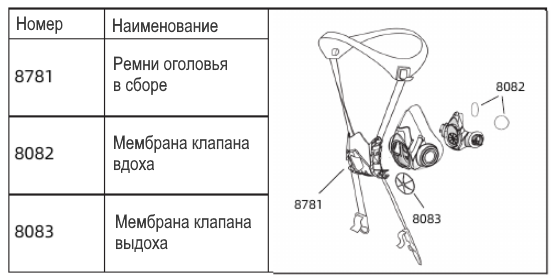 Номер Наименование
8781 Ремни оголовья
в сборе
8082 Мембрана клапана
вдоха
8083 Мембрана клапана
выдоха
8082
8781
8083